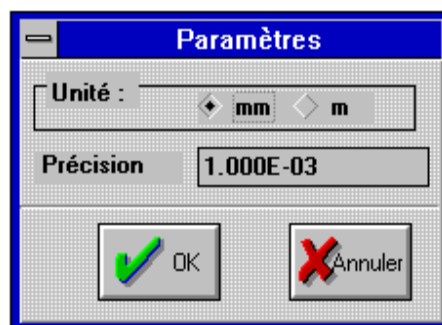 Paramètres
Unité :
mm m
Précision 1.000E-03
OK Annuler